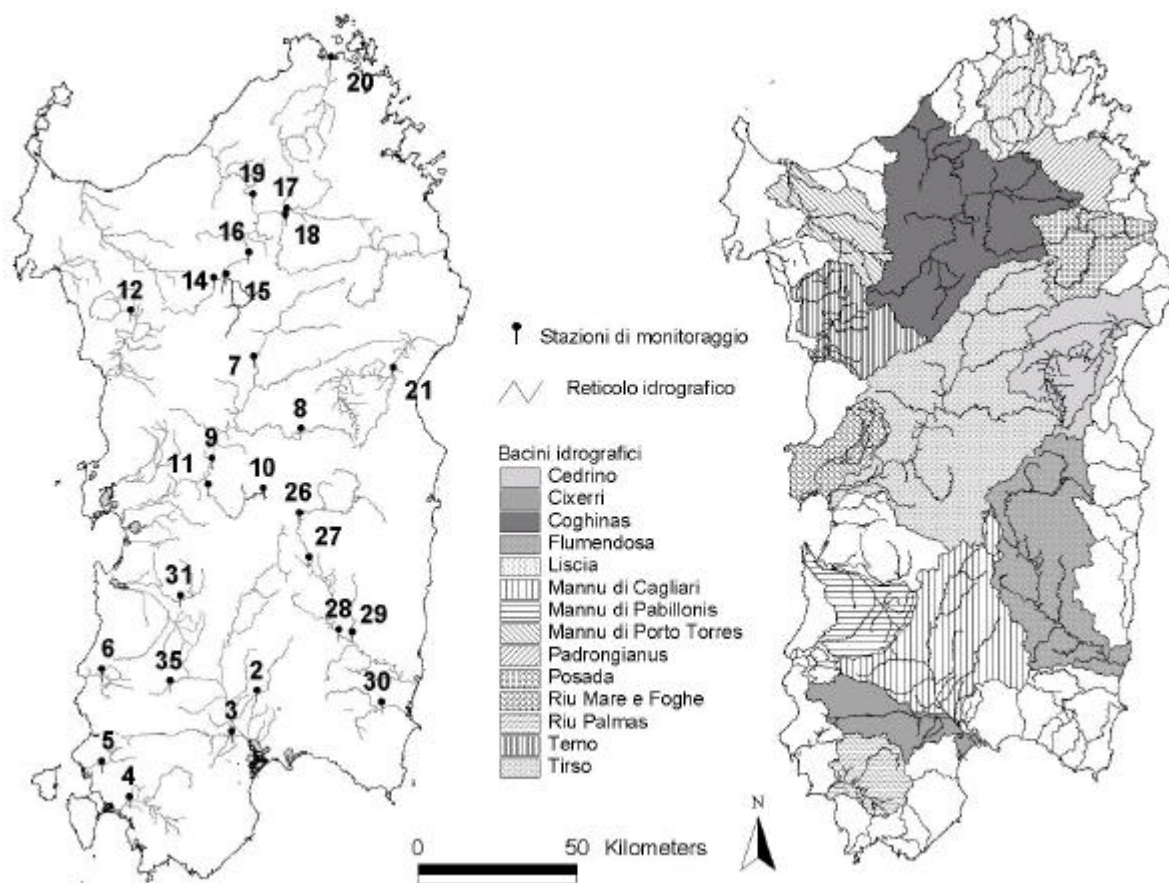 20
19
17
18
16
14
15
12
7
21
8
9
11
10
26
27
31
28
29
6
35
2
30
3
5
4
Stazioni di monitoraggio
Reticolo idrografico
Bacini idrografici
Cedrino
Cixerri
Coghinas
Flumendosa
Liscia
Mannu di Cagliari
Mannu di Pabillonis
Mannu di Porto Torres
Padrongianus
Posada
Riu Mare e Foghe
Riu Palmas
Temo
Tirso
N
0
50 Kilometers